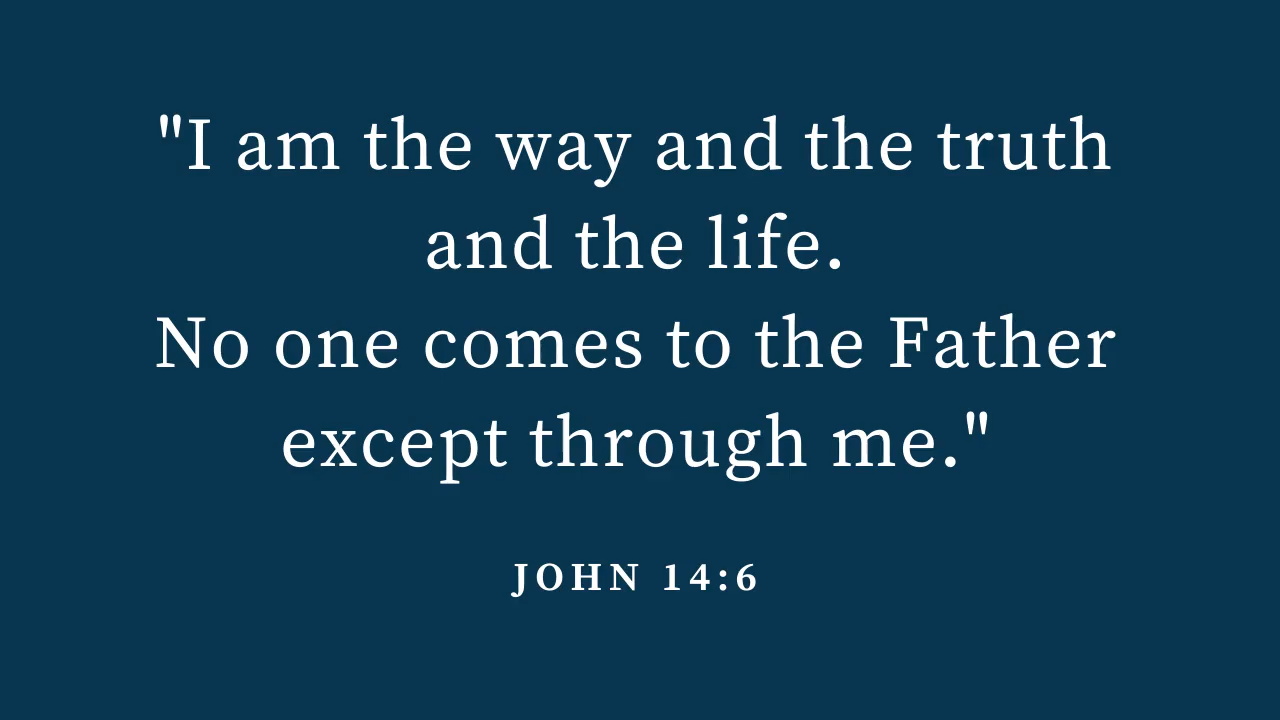 "I am the way and the truth
and the life.
No one comes to the Father
except through me."
JOHN 14:6